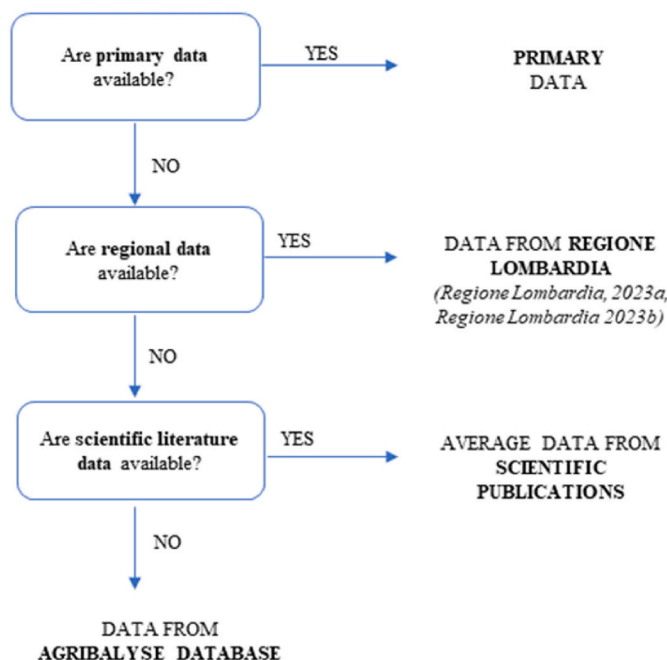 Are primary data
available?
YES
PRIMARY
DATA
NO
Are regional data
available?
YES
DATA FROM REGIONE
LOMBARDIA
(Regione Lombardia, 2023a,
Regione Lombardia 2023b)
NO
Are scientific literature
data available?
YES
AVERAGE DATA FROM
SCIENTIFIC
PUBLICATIONS
NO
DATA FROM
AGRIBALYSE DATABASE